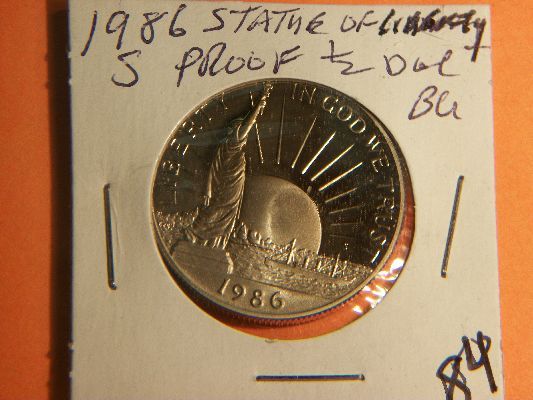 1986 STATUE OF Liberty
S PROOF ½ Dol
BU
LIBERTY
IN GOD WE TRUST
1986
$4